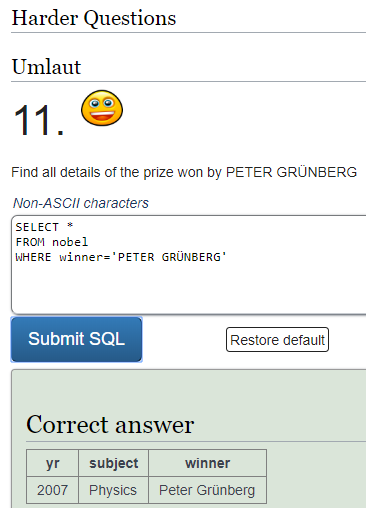 Harder Questions
Umlaut
11.
Find all details of the prize won by PETER GRÜNBERG
Non-ASCII characters
SELECT *
FROM nobel
WHERE winner='PETER GRÜNBERG'
Submit SQL Restore default
Correct answer
yr subject winner
2007 Physics Peter Grünberg